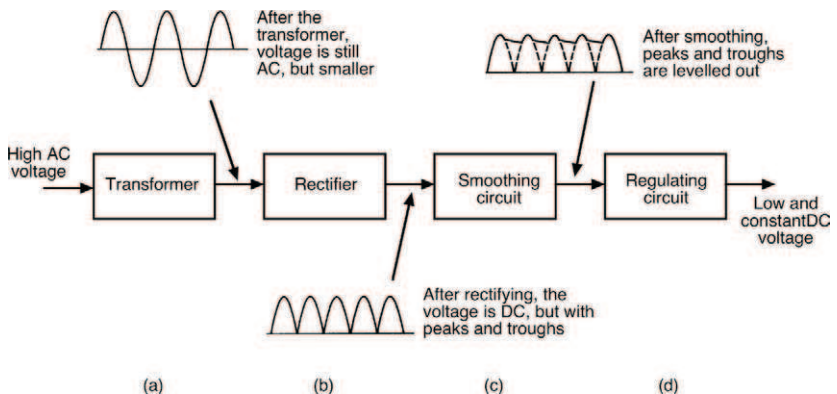 After the
transformer,
voltage is still
AC, but smaller
After smoothing,
peaks and troughs
are levelled out
High AC
voltage
Transformer
Rectifier
Smoothing
circuit
Regulating
circuit
Low and
constantDC
voltage
After rectifying, the
voltage is DC, but with
peaks and troughs
(a) (b) (c) (d)